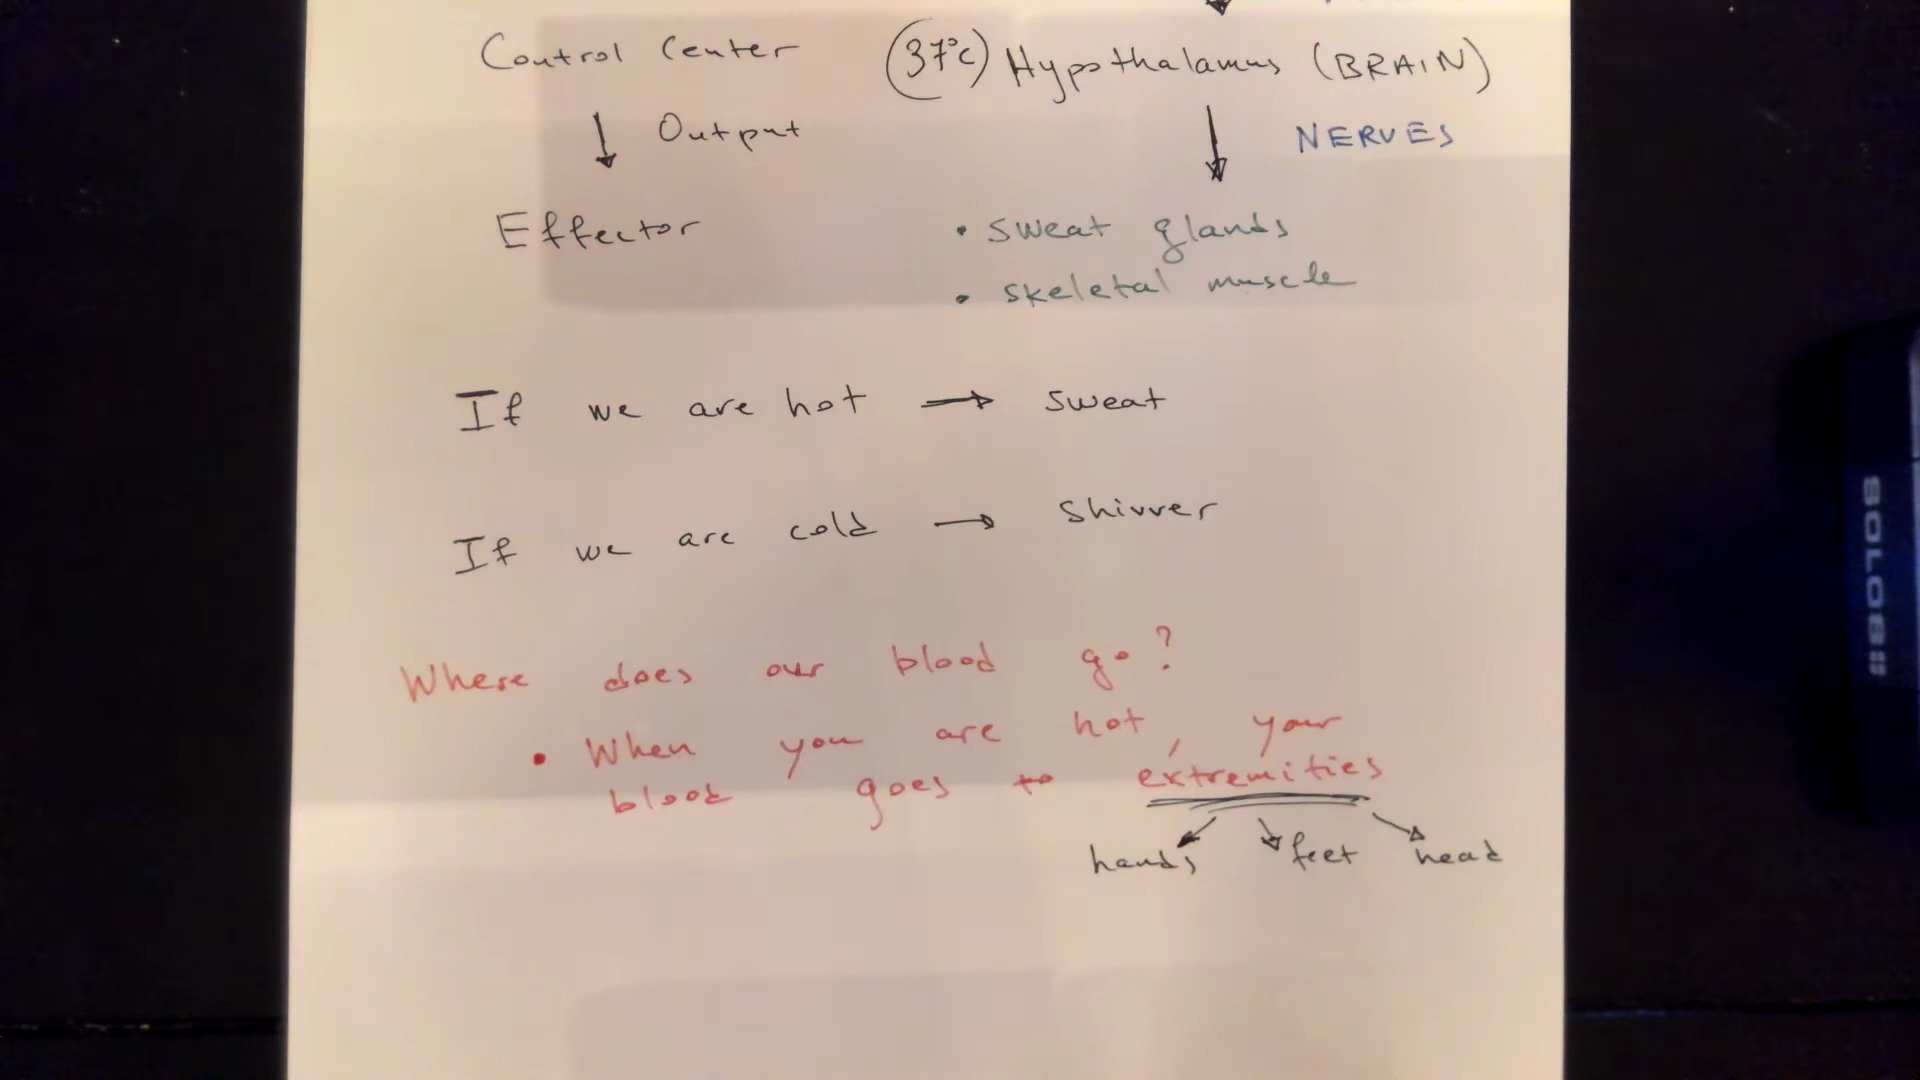 Control Center (37°C) Hypothalamus (BRAIN)
Output NERVES
Effector • sweat glands
• skeletal muscle
If we are hot → sweat
If we are cold → shivver
Where does our blood go?
• When you are hot, your
blood goes to extremities
hands feet head